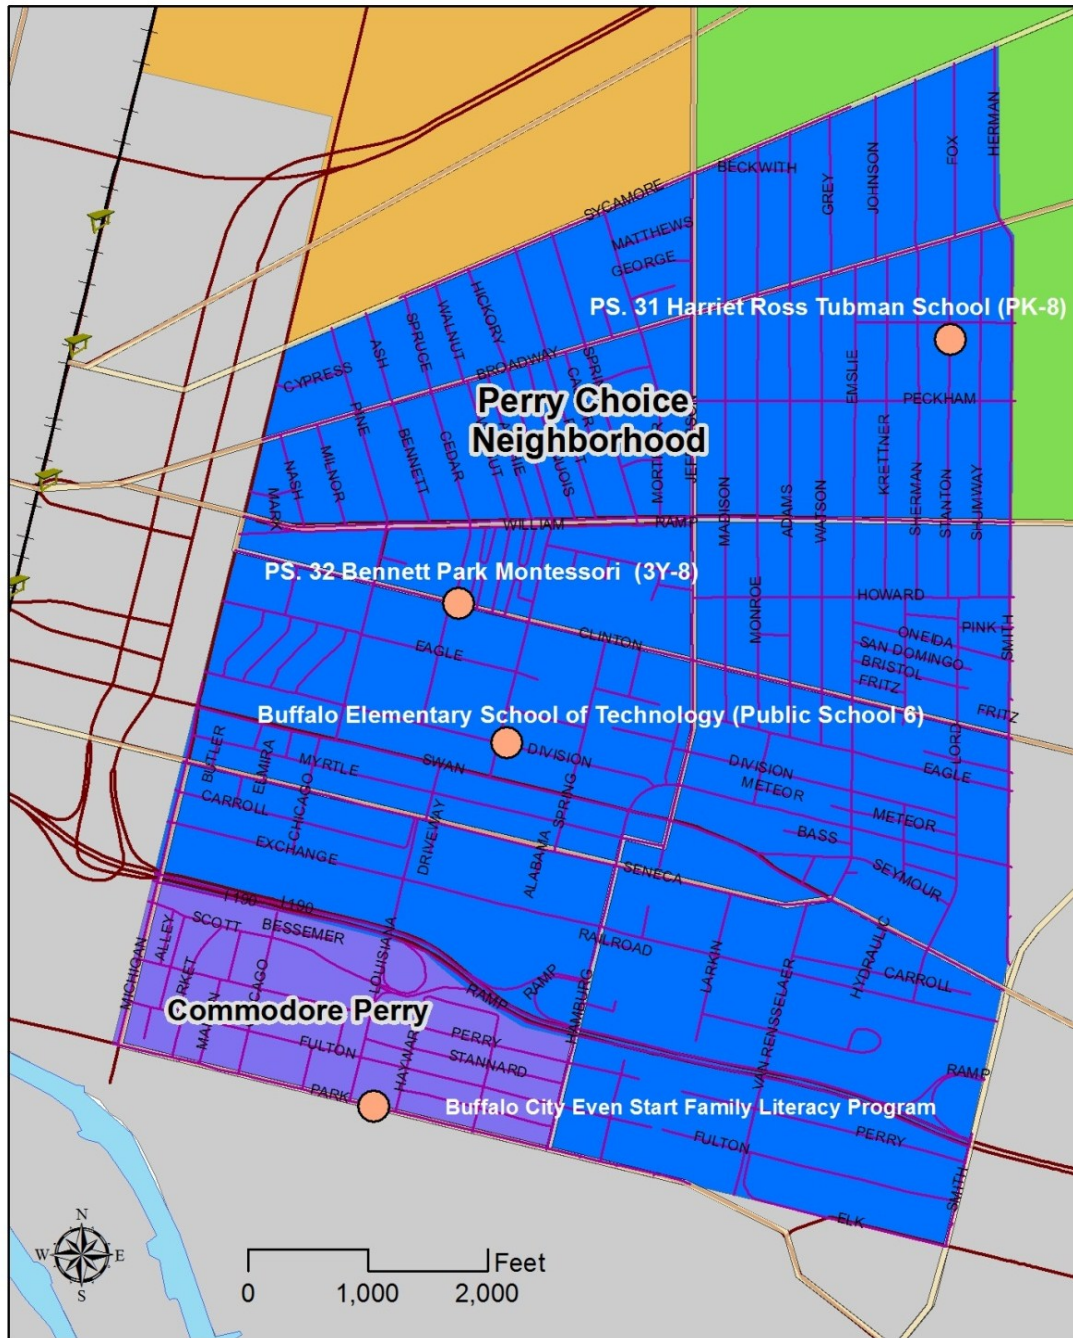 HERMAN
FOX
BECKWITH
JOHNSON
GREY
SYCAMORE
MATTHEWS
GEORGE
HICKORY
WALNUT
SPRUCE
ASH
CYPRESS
BROADWAY
PS. 31 Harriet Ross Tubman School (PK-8)
EMSLIE
PECKHAM
Perry Choice
Neighborhood
PINE
BENNETT
CEDAR
NASH
MILNOR
MARK
WILLIAM
RAMP
MADISON
ADAMS
WATSON
KRETTNER
SHERMAN
STANTON
SHUMWAY
PS. 32 Bennett Park Montessori (3Y-8)
HOWARD
MONROE
CLINTON
EAGLE
ONEIDA
PINK
SMITH
SAN DOMINGO
BRISTOL
FRITZ
FRITZ
Buffalo Elementary School of Technology (Public School 6)
LORD
BUTLER
ELMIRA
MYRTLE
SWAN
DIVISION
DIVISION
EAGLE
METEOR
METEOR
CARROLL
CHICAGO
DRIVEWAY
SPRING
ALABAMA
BASS
EXCHANGE
SENECA
SEYMOUR
I-190
I-190
SCOTT
BESSEMER
ALLEY
LOUISIANA
RAILROAD
LARKIN
HYDRAULIC
CARROLL
MICHIGAN
RAMP
RAMP
HAMBURG
VAN RENSSELAER
Commodore Perry
PERRY
FULTON
HAYWAR
STANNARD
RAMP
PARK
Buffalo City Even Start Family Literacy Program
FULTON
PERRY
SMITH
ELK
N
W E
S
Feet
0 1,000 2,000